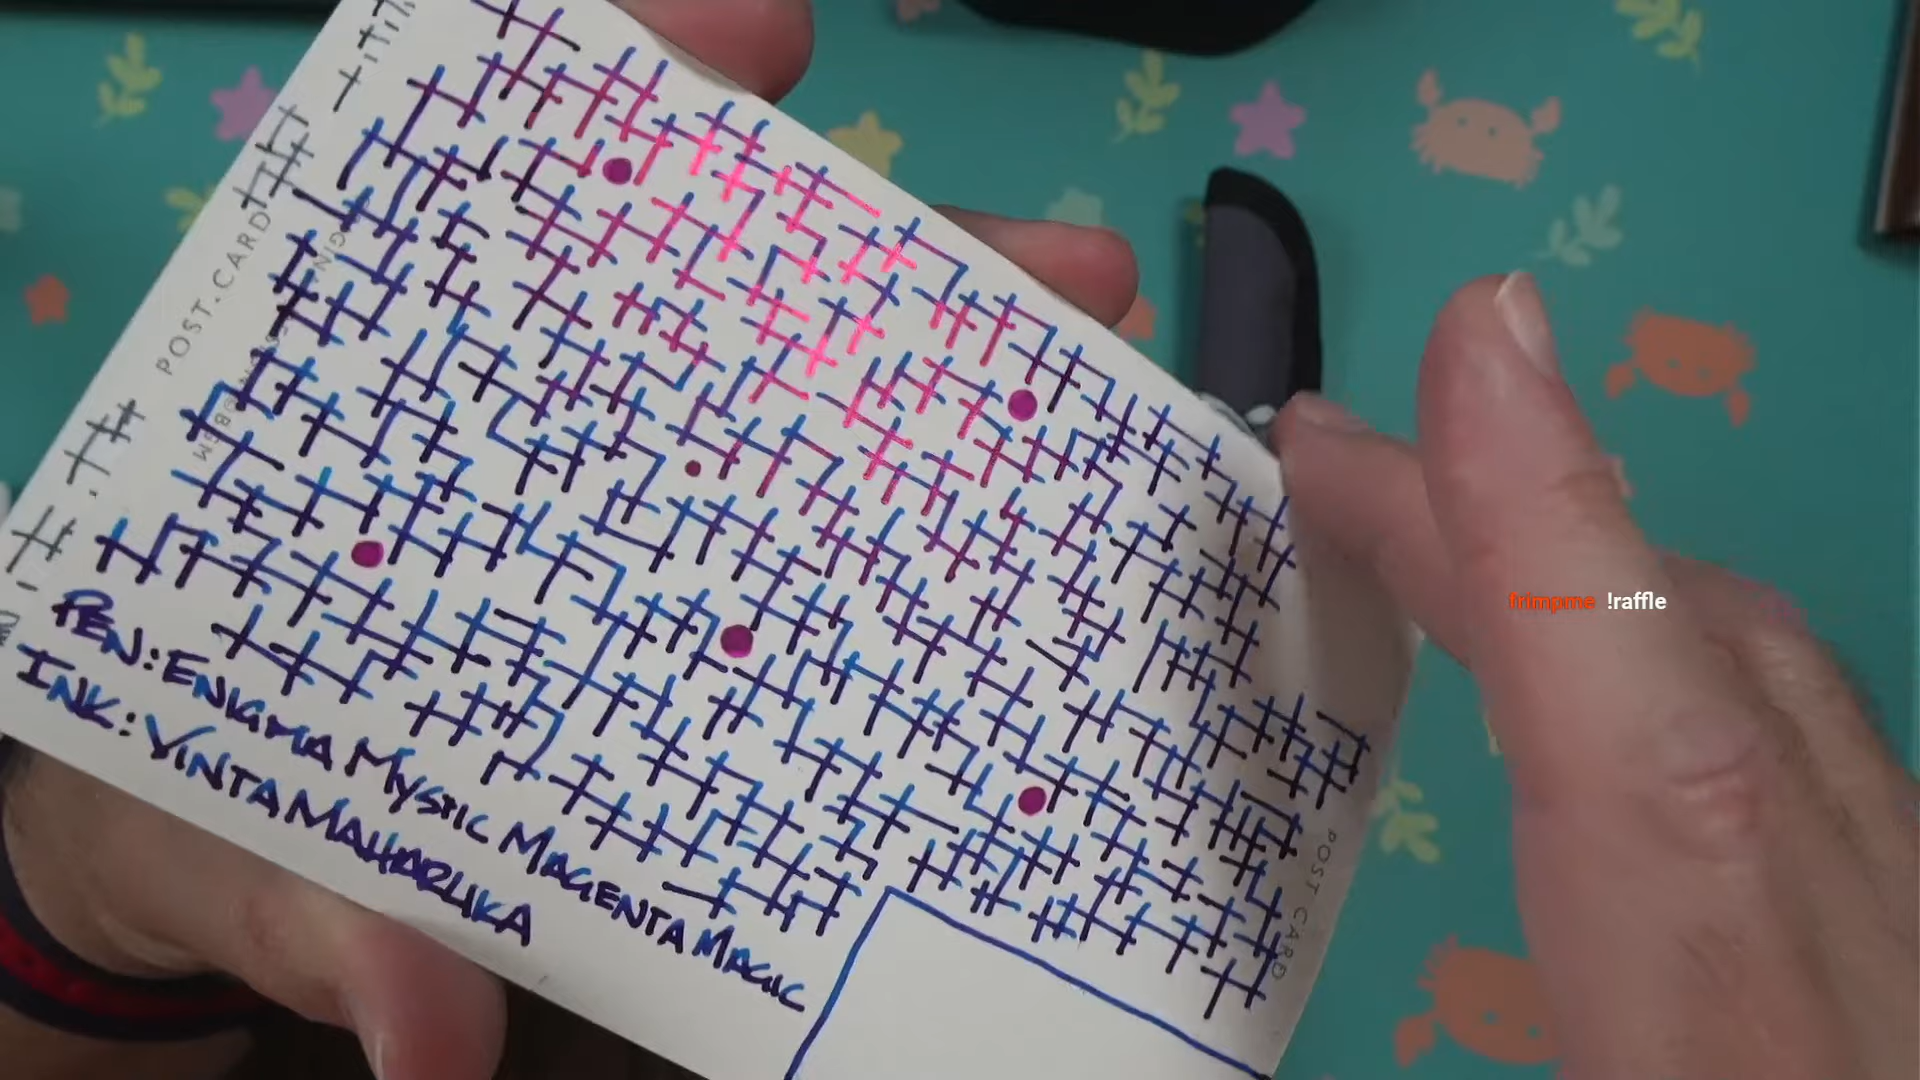 POST.CARD
PEN: ENIGMA MYSTIC MAGENTA MAGIC
INK: VINTA MAHARLIKA
POST CARD
frimpme !raffle